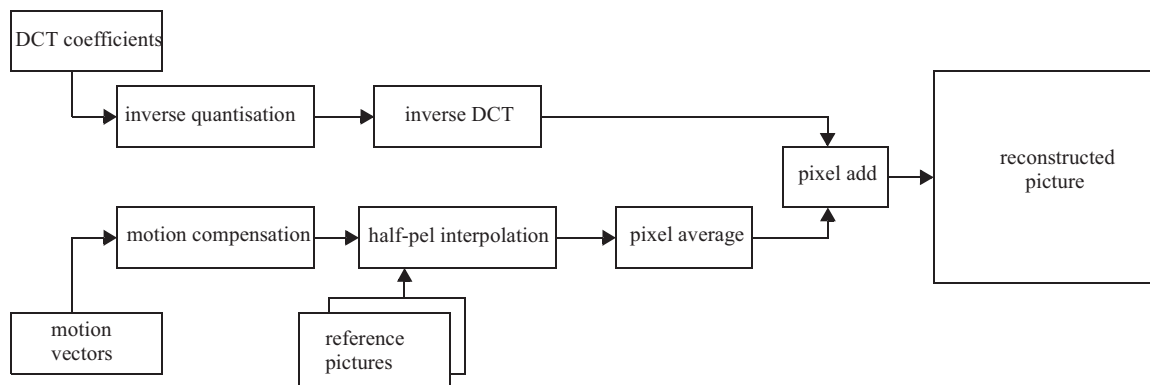 DCT coefficients
inverse quantisation
inverse DCT
pixel add
reconstructed
picture
motion compensation
half-pel interpolation
pixel average
motion
vectors
reference
pictures